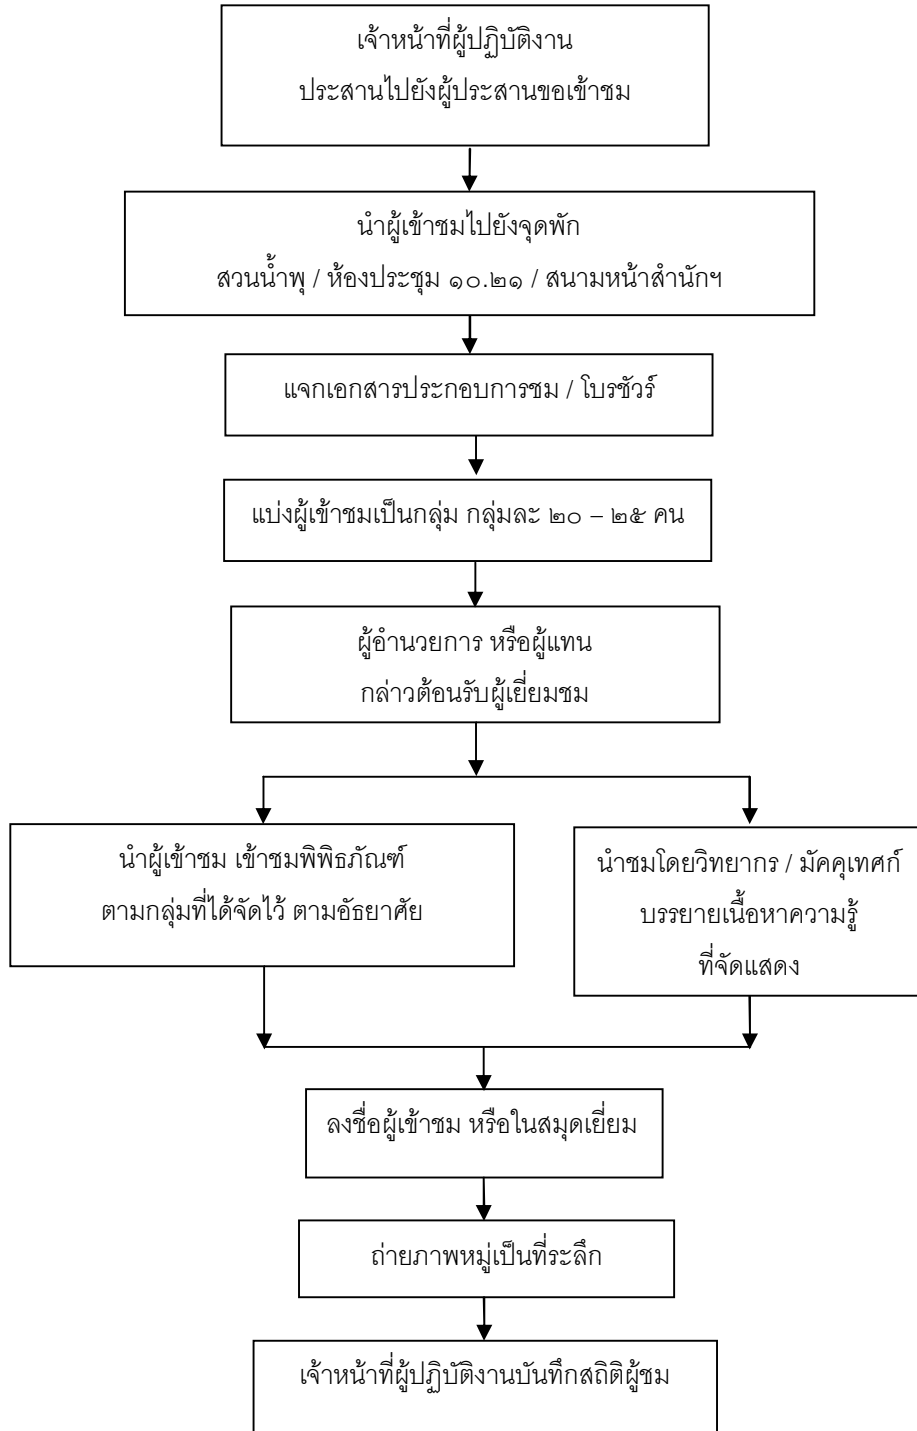 เจ้าหน้าที่ผู้ปฏิบัติงาน
ประสานไปยังผู้ประสานขอเข้าชม
นำผู้เข้าชมไปยังจุดพัก
สวนน้ำพุ / ห้องประชุม ๑๐.๒๑ / สนามหน้าสำนักฯ
แจกเอกสารประกอบการชม / โบรชัวร์
แบ่งผู้เข้าชมเป็นกลุ่ม กลุ่มละ ๒๐ – ๒๕ คน
ผู้อำนวยการ หรือผู้แทน
กล่าวต้อนรับผู้เยี่ยมชม
นำผู้เข้าชม เข้าชมพิพิธภัณฑ์
ตามกลุ่มที่ได้จัดไว้ ตามอัธยาศัย
นำชมโดยวิทยากร / มัคคุเทศก์
บรรยายเนื้อหาความรู้
ที่จัดแสดง
ลงชื่อผู้เข้าชม หรือในสมุดเยี่ยม
ถ่ายภาพหมู่เป็นที่ระลึก
เจ้าหน้าที่ผู้ปฏิบัติงานบันทึกสถิติผู้ชม